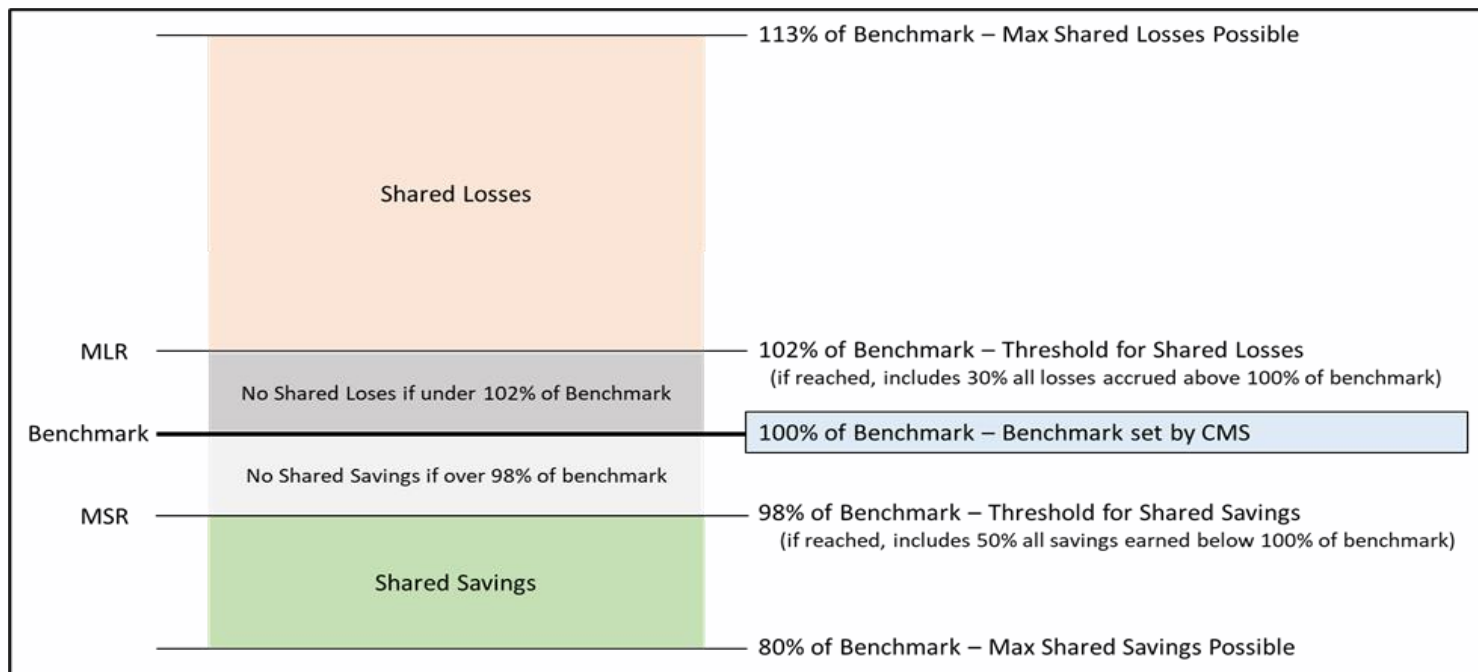 113% of Benchmark – Max Shared Losses Possible
Shared Losses
MLR
102% of Benchmark – Threshold for Shared Losses
(if reached, includes 30% all losses accrued above 100% of benchmark)
No Shared Loses if under 102% of Benchmark
Benchmark
100% of Benchmark – Benchmark set by CMS
No Shared Savings if over 98% of benchmark
MSR
98% of Benchmark – Threshold for Shared Savings
(if reached, includes 50% all savings earned below 100% of benchmark)
Shared Savings
80% of Benchmark – Max Shared Savings Possible